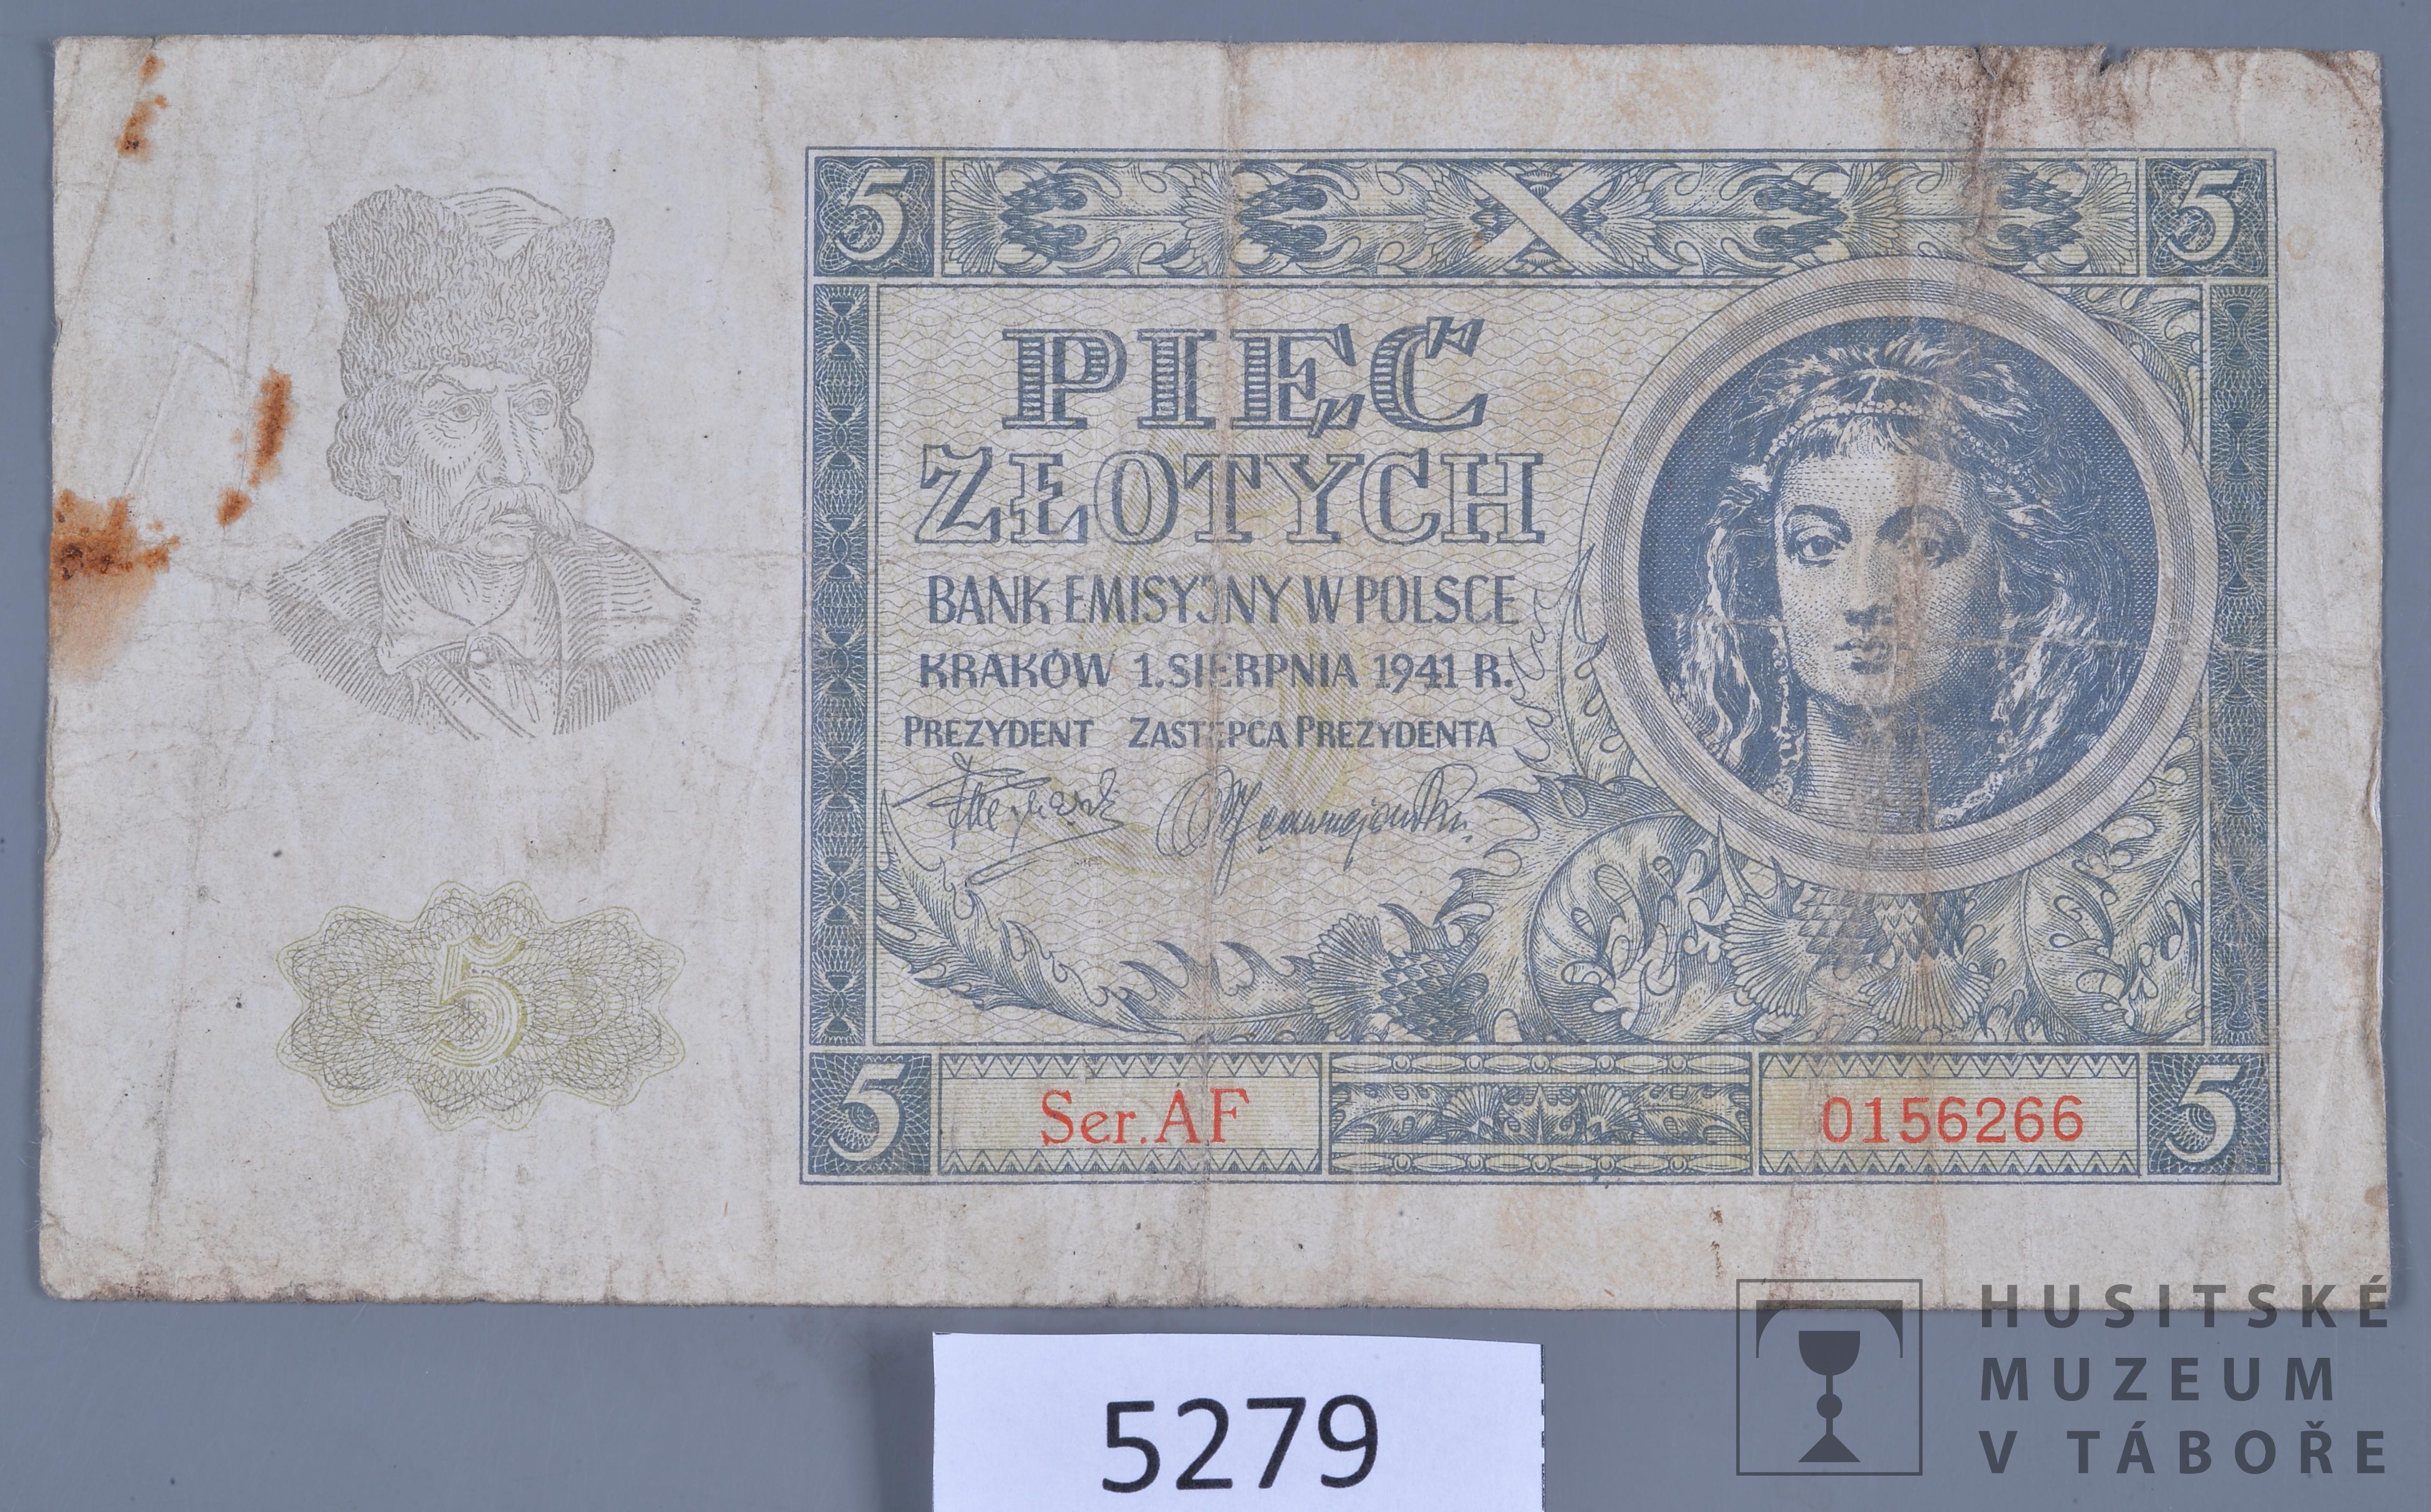 5
5
PIĘĆ
ZŁOTYCH
BANK EMISYJNY W POLSCE
KRAKÓW 1. SIERPNIA 1941 R.
PREZYDENT ZASTĘPCA PREZYDENTA
5
5
Ser. AF
0156266
5
5279
HUSITSKÉ
MUZEUM
V TÁBOŘE